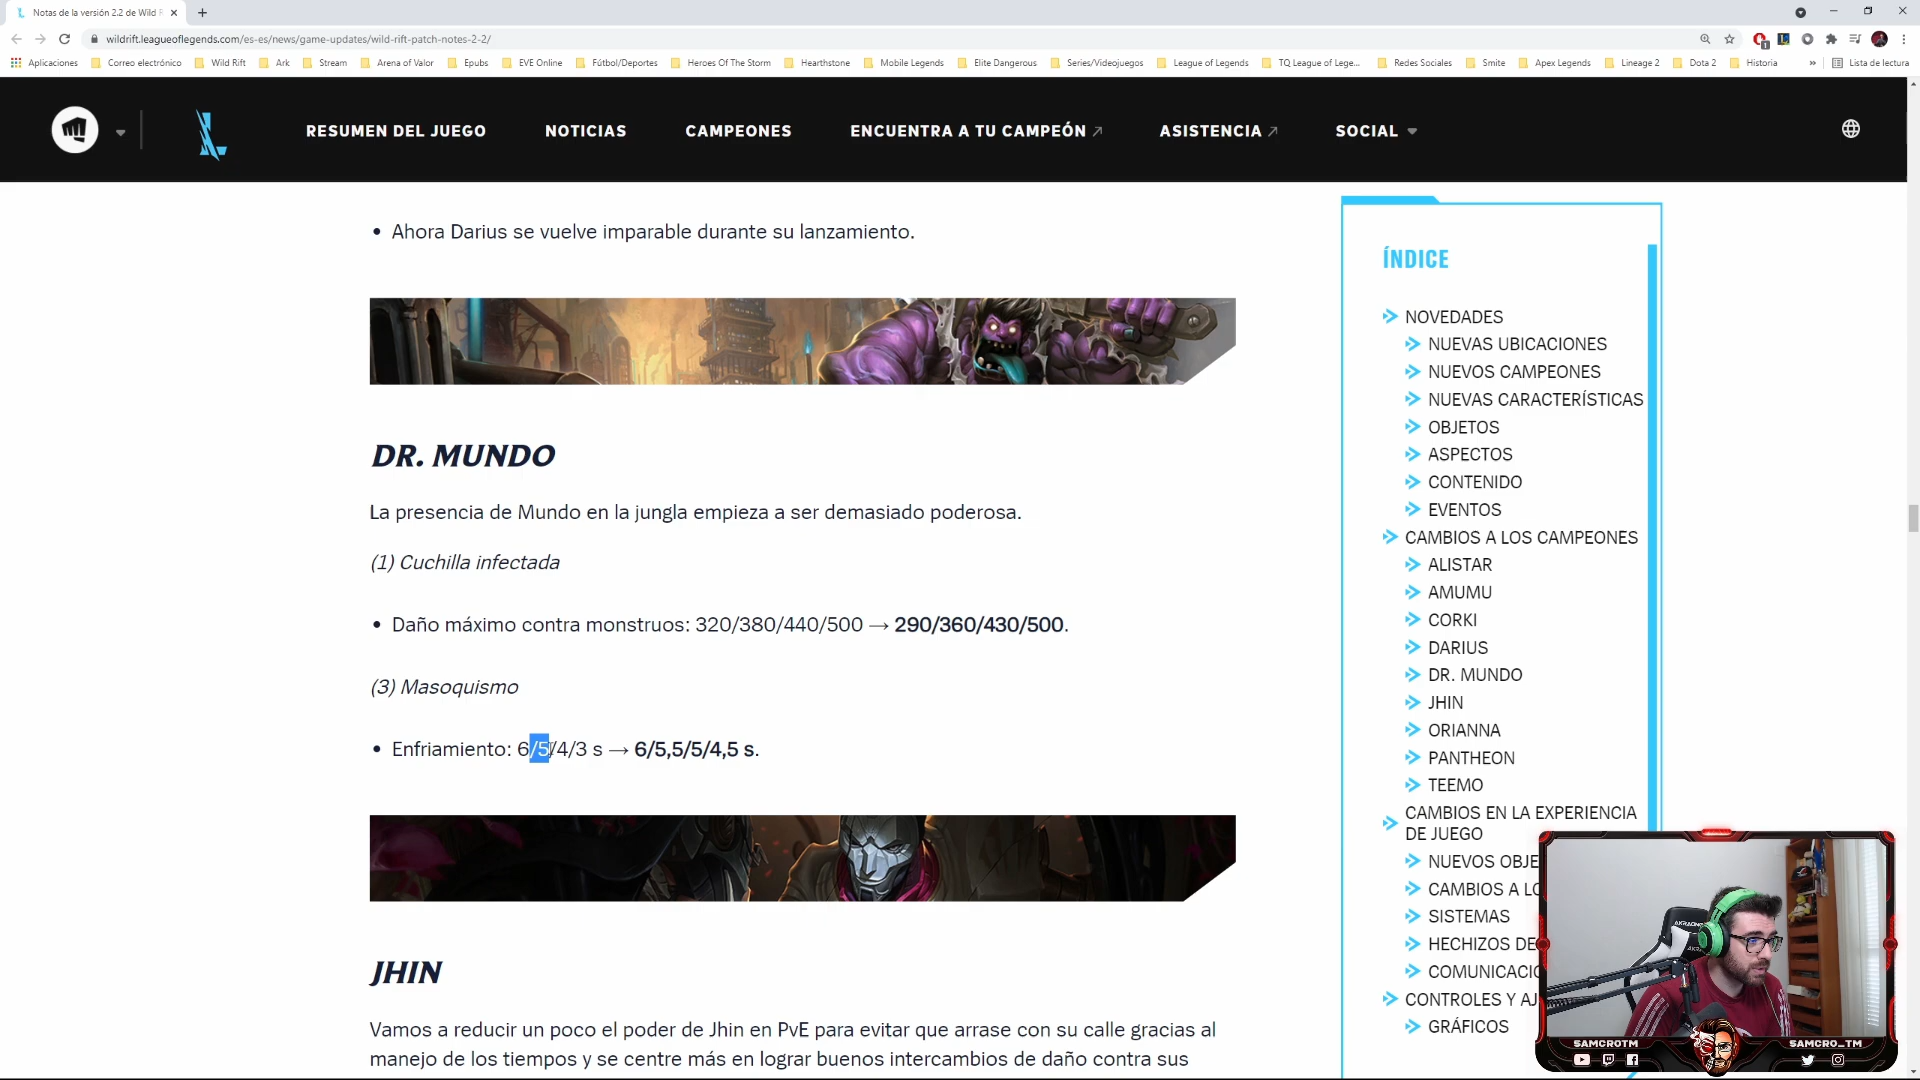 Notas de la versión 2.2 de Wild R
wildrift.leagueoflegends.com/es-es/news/game-updates/wild-rift-patch-notes-2-2/
Aplicaciones Correo electrónico Wild Rift Ark Stream Arena of Valor Epubs EVE Online Fútbol/Deportes Heroes Of The Storm Hearthstone Mobile Legends Elite Dangerous Series/Videojuegos League of Legends TQ League of Lege... Redes Sociales Smite Apex Legends Lineage 2 Dota 2 Historia » Lista de lectura
RESUMEN DEL JUEGO NOTICIAS CAMPEONES ENCUENTRA A TU CAMPEÓN ASISTENCIA SOCIAL
• Ahora Darius se vuelve imparable durante su lanzamiento.
DR. MUNDO
La presencia de Mundo en la jungla empieza a ser demasiado poderosa.
(1) Cuchilla infectada
• Daño máximo contra monstruos: 320/380/440/500 → 290/360/430/500.
(3) Masoquismo
• Enfriamiento: 6/5/4/3 s → 6/5,5/5/4,5 s.
JHIN
Vamos a reducir un poco el poder de Jhin en PvE para evitar que arrase con su calle gracias al
manejo de los tiempos y se centre más en lograr buenos intercambios de daño contra sus
ÍNDICE
NOVEDADES
NUEVAS UBICACIONES
NUEVOS CAMPEONES
NUEVAS CARACTERÍSTICAS
OBJETOS
ASPECTOS
CONTENIDO
EVENTOS
CAMBIOS A LOS CAMPEONES
ALISTAR
AMUMU
CORKI
DARIUS
DR. MUNDO
JHIN
ORIANNA
PANTHEON
TEEMO
CAMBIOS EN LA EXPERIENCIA
DE JUEGO
NUEVOS OBJE
CAMBIOS A LO
SISTEMAS
HECHIZOS DE
COMUNICACIO
CONTROLES Y AJ
GRÁFICOS
AKRACING
SAMCROTM SAMCRO_TM